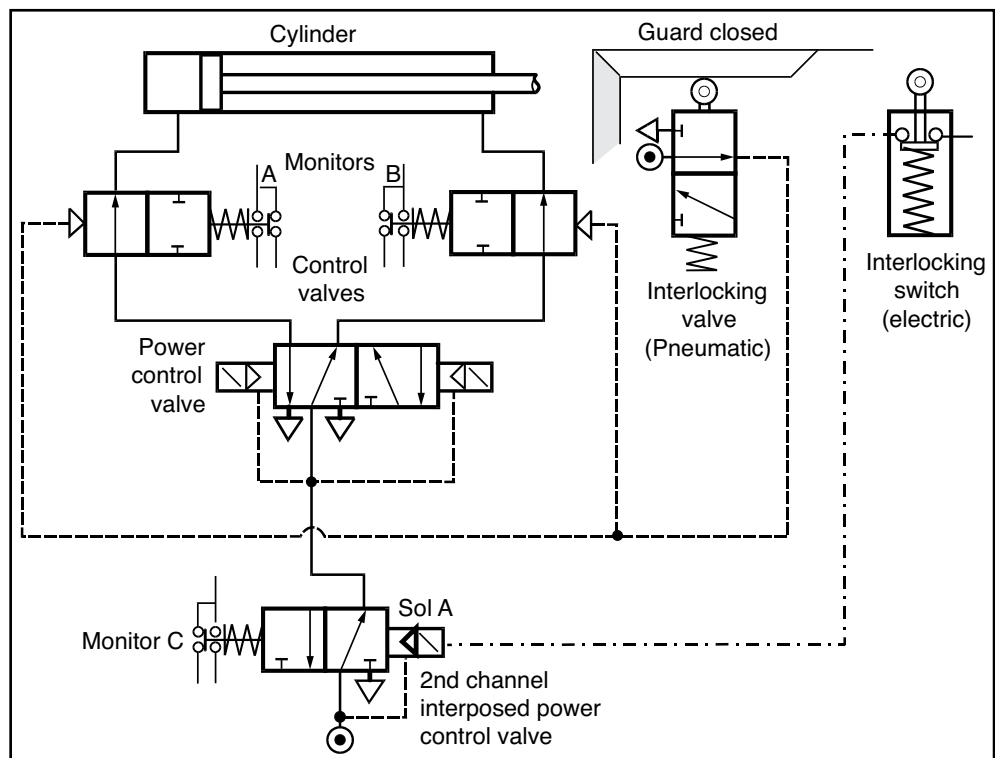 Cylinder
Guard closed
Monitors
A
B
Control
valves
Interlocking
valve
(Pneumatic)
Interlocking
switch
(electric)
Power
control
valve
Sol A
Monitor C
2nd channel
interposed power
control valve